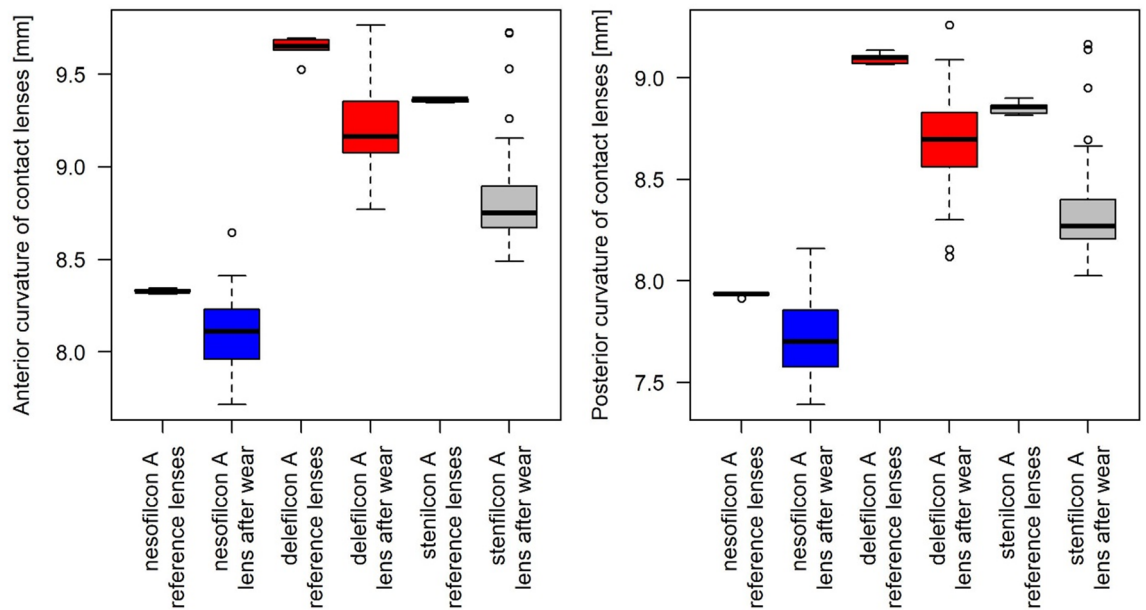 Anterior curvature of contact lenses [mm]
9.5
9.0
8.5
8.0
nesofilcon A
reference lenses
nesofilcon A
lens after wear
delefilcon A
reference lenses
delefilcon A
lens after wear
stenilcon A
reference lenses
stenfilcon A
lens after wear
Posterior curvature of contact lenses [mm]
9.0
8.5
8.0
7.5
nesofilcon A
reference lenses
nesofilcon A
lens after wear
delefilcon A
reference lenses
delefilcon A
lens after wear
stenilcon A
reference lenses
stenfilcon A
lens after wear